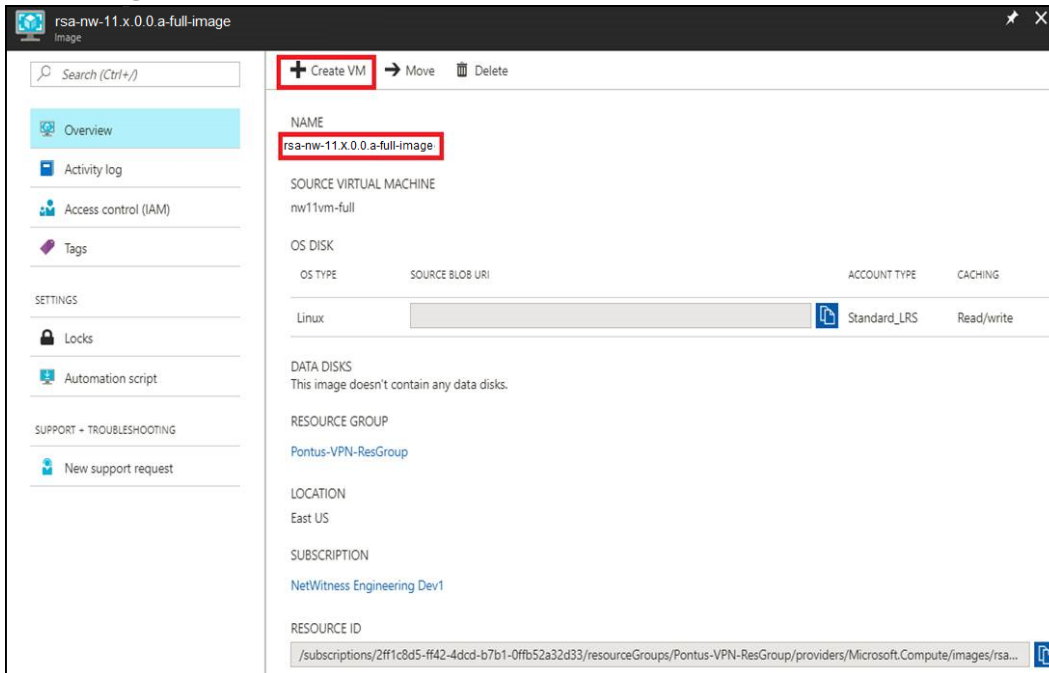 rsa-nw-11.x.0.0.a-full-image
Image
Search (Ctrl+/)
Overview
Activity log
Access control (IAM)
Tags
SETTINGS
Locks
Automation script
SUPPORT + TROUBLESHOOTING
New support request
Create VM Move Delete
NAME
rsa-nw-11.X.0.0.a-full-image
SOURCE VIRTUAL MACHINE
nw11vm-full
OS DISK
OS TYPE SOURCE BLOB URI ACCOUNT TYPE CACHING
Linux Standard_LRS Read/write
DATA DISKS
This image doesn't contain any data disks.
RESOURCE GROUP
Pontus-VPN-ResGroup
LOCATION
East US
SUBSCRIPTION
NetWitness Engineering Dev1
RESOURCE ID
/subscriptions/2ff1c8d5-ff42-4dcd-b7b1-0ffb52a32d33/resourceGroups/Pontus-VPN-ResGroup/providers/Microsoft.Compute/images/rsa...